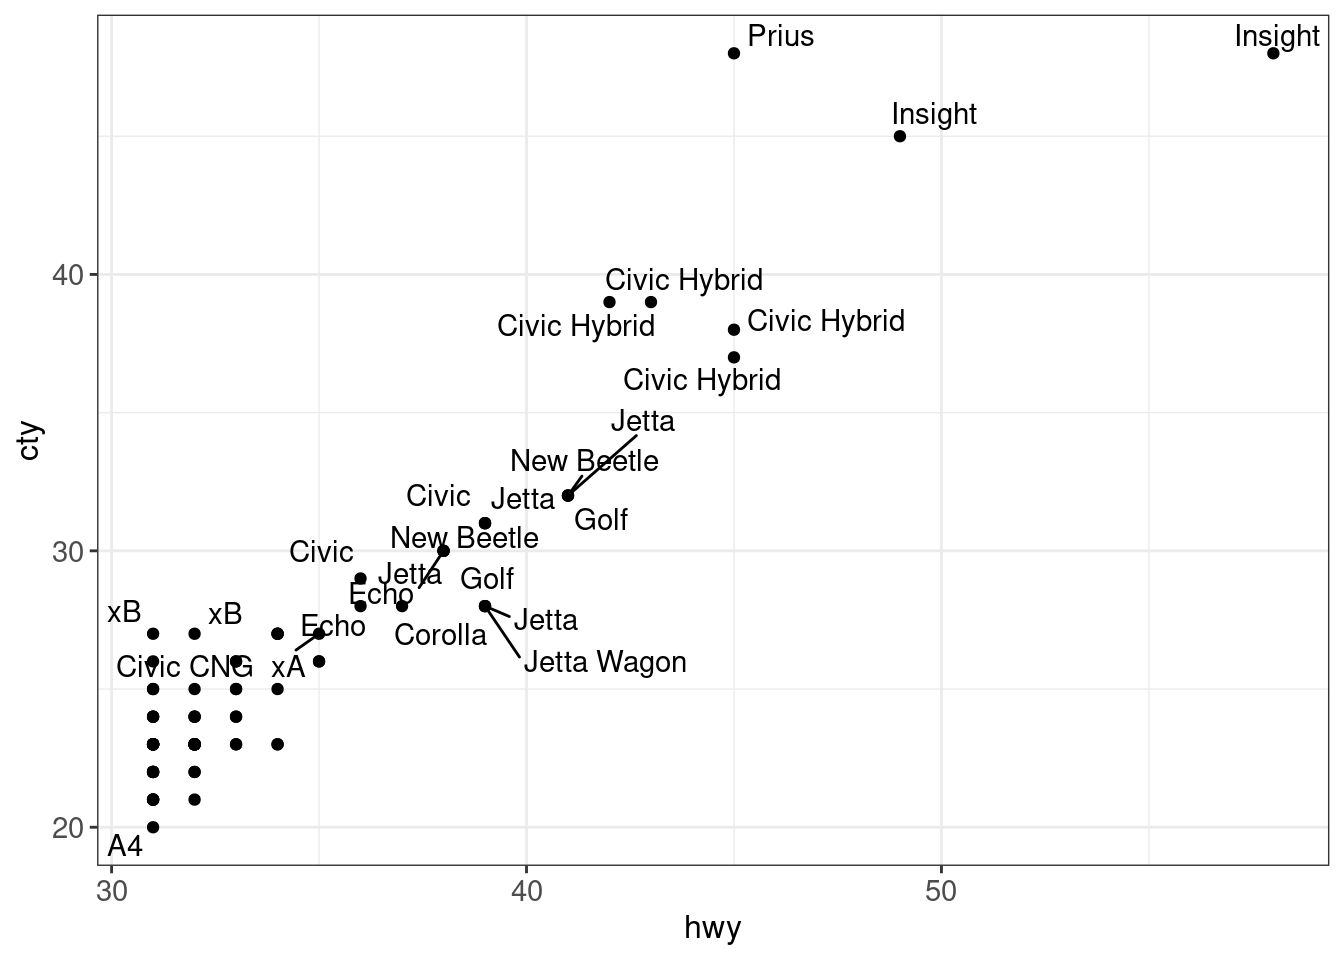 Prius
Insight
Insight
40
Civic Hybrid
Civic Hybrid
Civic Hybrid
Civic Hybrid
Jetta
New Beetle
Civic
Jetta
Golf
New Beetle
30
Civic
Jetta
Golf
Echo
xB
xB
Echo
Jetta
Corolla
Civic CNG
xA
Jetta Wagon
20
A4
30
40
50
hwy
cty